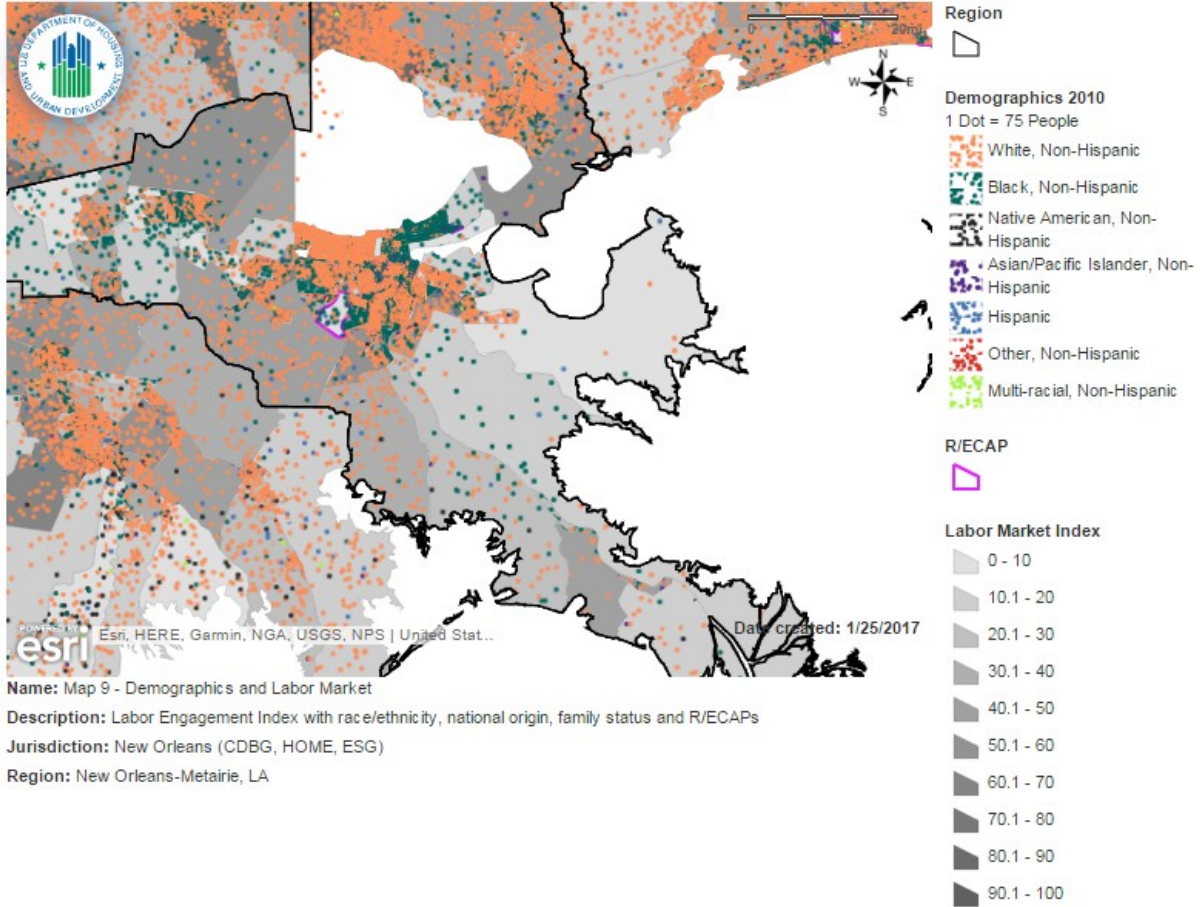 U.S. DEPARTMENT OF HOUSING
AND URBAN DEVELOPMENT
0
20mi
N
W
E
S
POWERED BY
esri
Esri, HERE, Garmin, NGA, USGS, NPS | United Stat...
Date created: 1/25/2017
Name: Map 9 - Demographics and Labor Market
Description: Labor Engagement Index with race/ethnicity, national origin, family status and R/ECAPs
Jurisdiction: New Orleans (CDBG, HOME, ESG)
Region: New Orleans-Metairie, LA
Region
Demographics 2010
1 Dot = 75 People
White, Non-Hispanic
Black, Non-Hispanic
Native American, Non-
Hispanic
Asian/Pacific Islander, Non-
Hispanic
Hispanic
Other, Non-Hispanic
Multi-racial, Non-Hispanic
R/ECAP
Labor Market Index
0 - 10
10.1 - 20
20.1 - 30
30.1 - 40
40.1 - 50
50.1 - 60
60.1 - 70
70.1 - 80
80.1 - 90
90.1 - 100